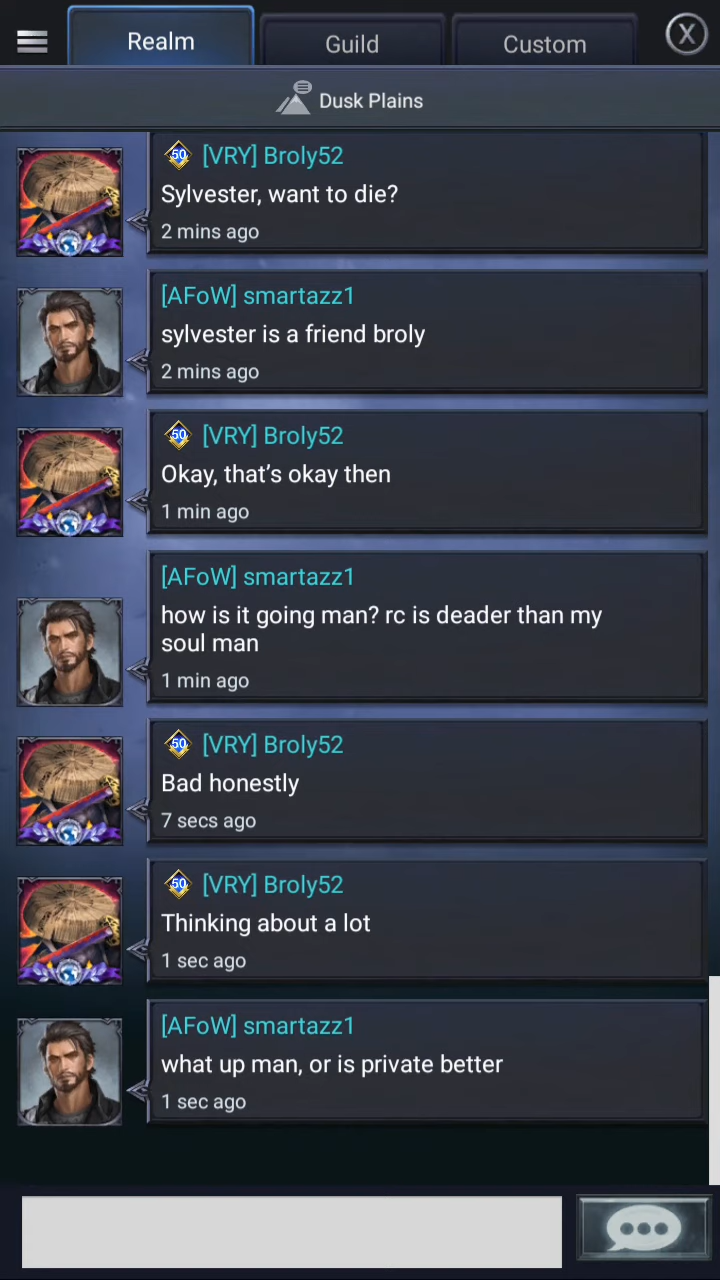 Realm
Guild
Custom
X
Dusk Plains
50 [VRY] Broly52
Sylvester, want to die?
2 mins ago
[AFoW] smartazz1
sylvester is a friend broly
2 mins ago
50 [VRY] Broly52
Okay, that’s okay then
1 min ago
[AFoW] smartazz1
how is it going man? rc is deader than my
soul man
1 min ago
50 [VRY] Broly52
Bad honestly
7 secs ago
50 [VRY] Broly52
Thinking about a lot
1 sec ago
[AFoW] smartazz1
what up man, or is private better
1 sec ago